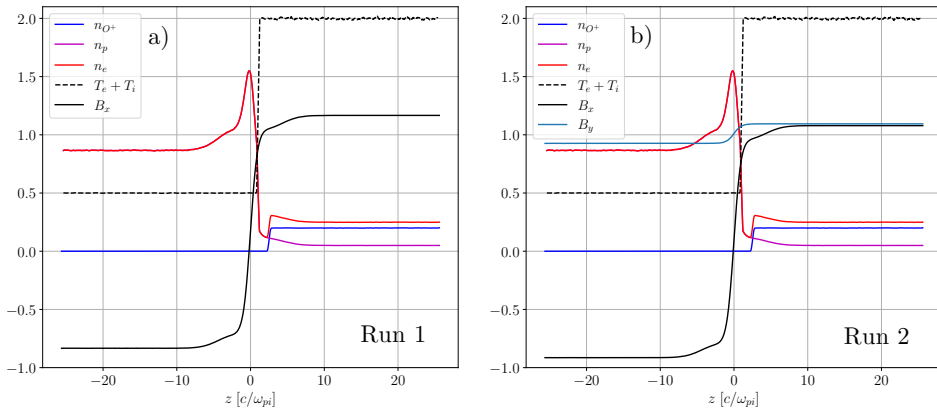 a)
n_{O^+}
n_p
n_e
T_e + T_i
B_x
2.0
1.5
1.0
0.5
0.0
−0.5
−1.0
Run 1
−20
−10
0
10
20
z [c/ω_{pi}]
b)
n_{O^+}
n_p
n_e
T_e + T_i
B_x
B_y
2.0
1.5
1.0
0.5
0.0
−0.5
−1.0
Run 2
−20
−10
0
10
20
z [c/ω_{pi}]